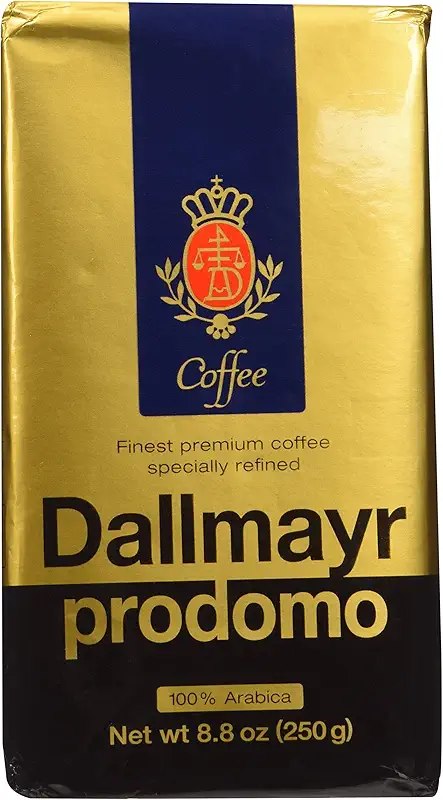 Coffee
Finest premium coffee
specially refined
Dallmayr
prodomo
100% Arabica
Net wt 8.8 oz (250 g)